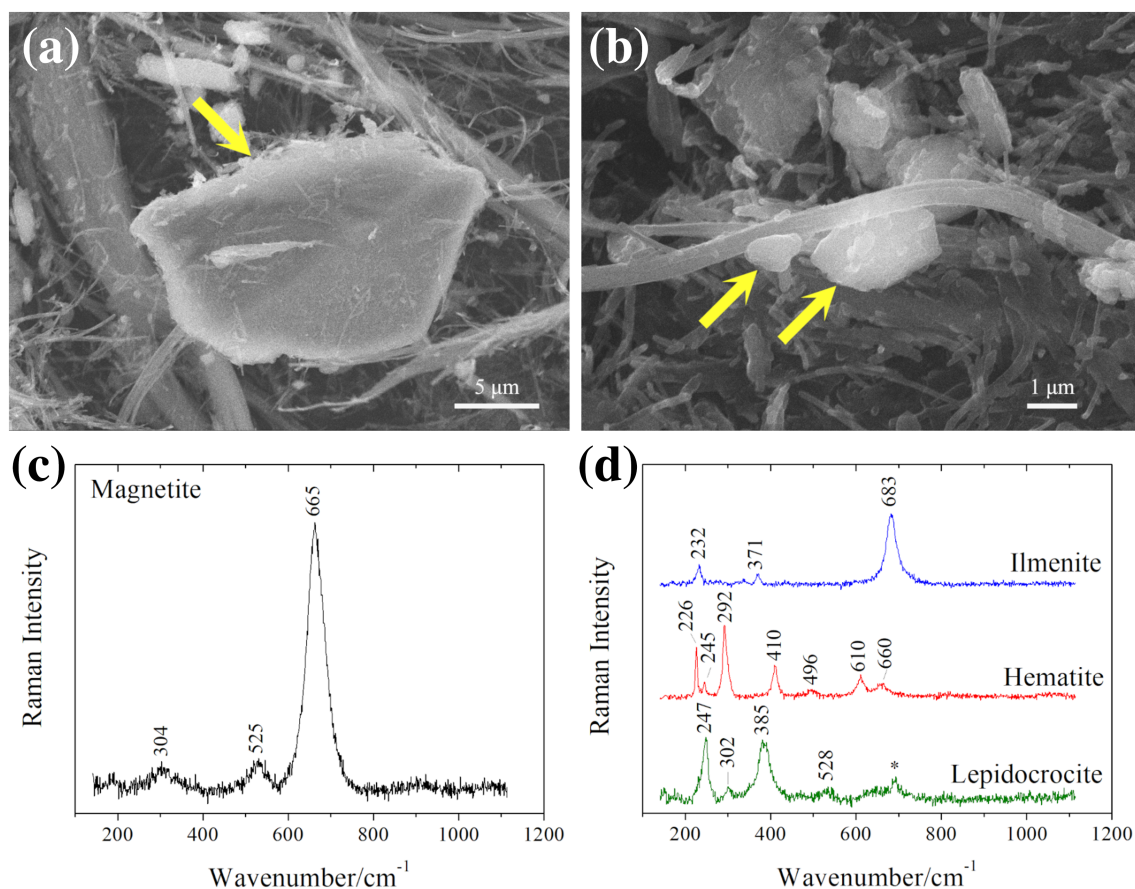 (a)
5 μm
(b)
1 μm
(c)
Magnetite
665
304
525
Raman Intensity
200
400
600
800
1000
1200
Wavenumber/cm⁻¹
(d)
683
232
371
Ilmenite
226
245
292
410
496
610
660
Hematite
247
302
385
528
*
Lepidocrocite
Raman Intensity
200
400
600
800
1000
1200
Wavenumber/cm⁻¹